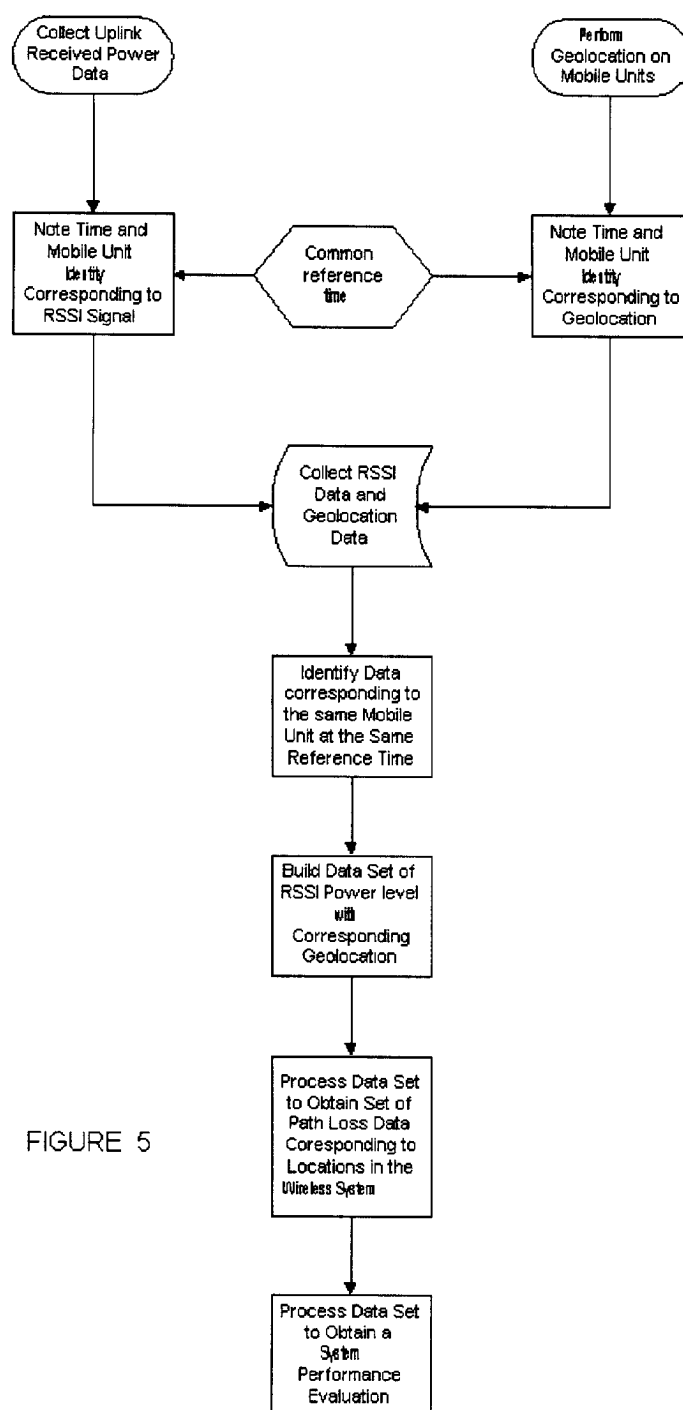 Collect Uplink
Received Power
Data
Perform
Geolocation on
Mobile Units
Note Time and
Mobile Unit
Identity
Corresponding to
RSSI Signal
Common
reference
time
Note Time and
Mobile Unit
Identity
Corresponding to
Geolocation
Collect RSSI
Data and
Geolocation
Data
Identify Data
corresponding to
the same Mobile
Unit at the Same
Reference Time
Build Data Set of
RSSI Power level
with
Corresponding
Geolocation
Process Data Set
to Obtain Set of
Path Loss Data
Coresponding to
Locations in the
Wireless System
FIGURE 5
Process Data Set
to Obtain a
System
Performance
Evaluation